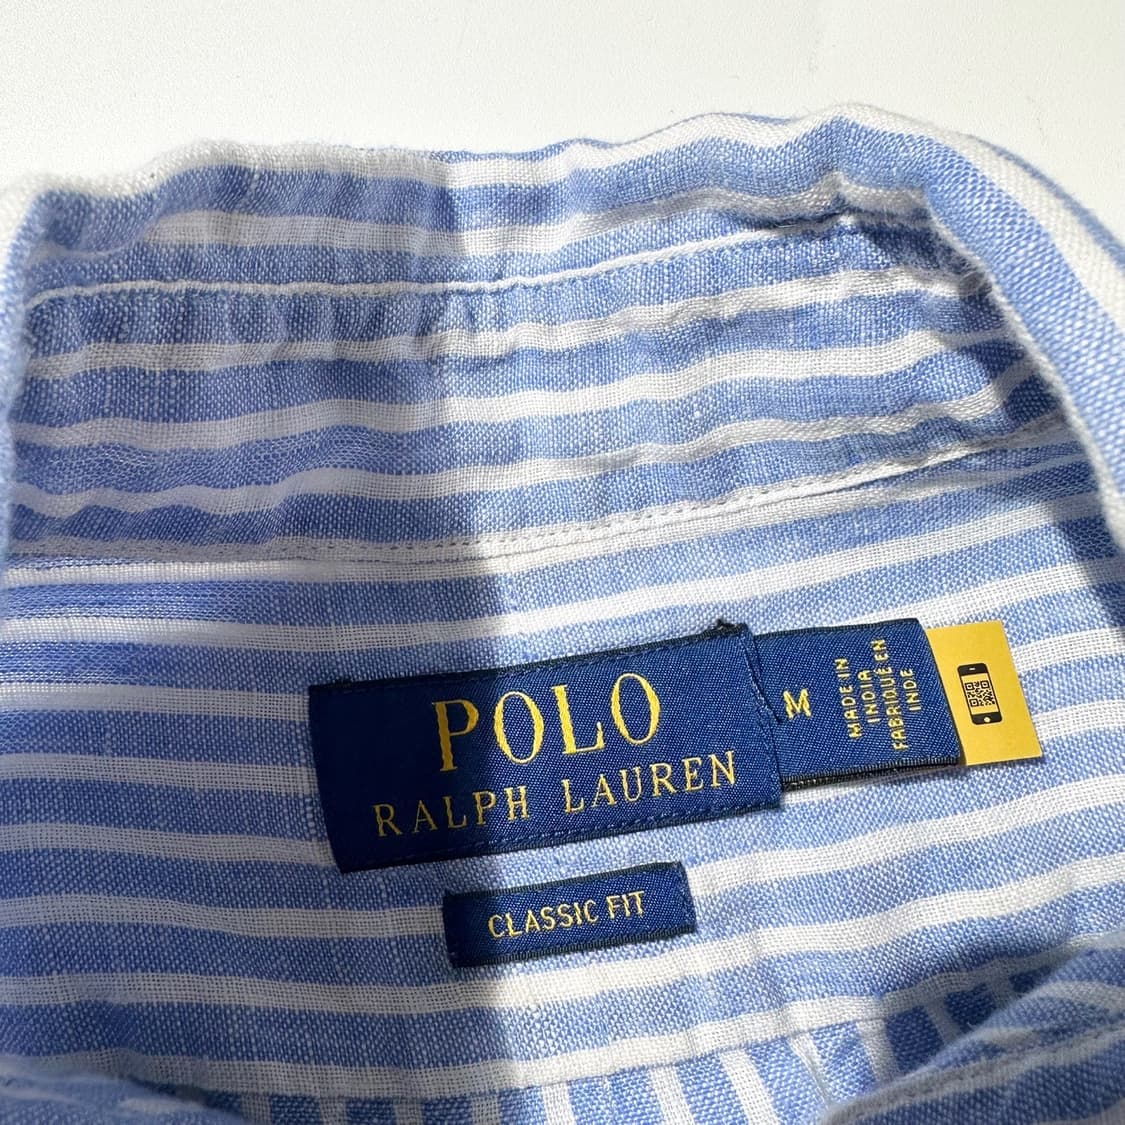 POLO
RALPH LAUREN
M
MADE IN
INDIA
FABRIQUÉ EN
INDE
CLASSIC FIT